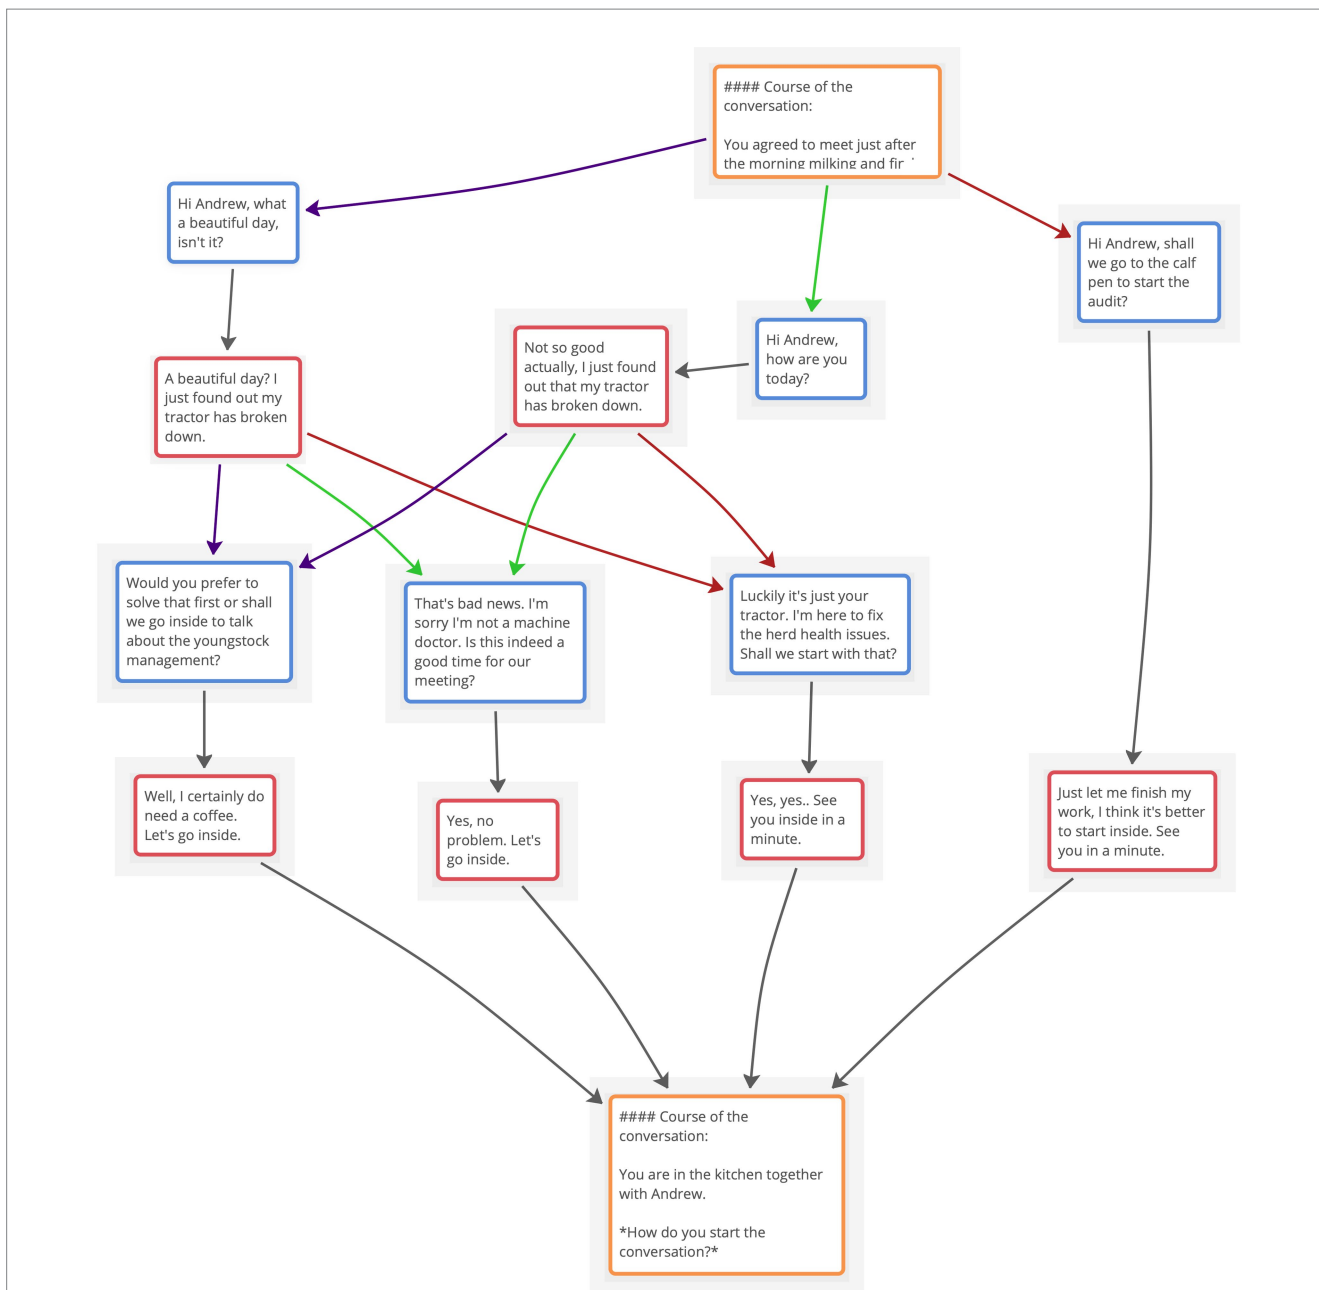 #### Course of the
conversation:
You agreed to meet just after
the morning milking and
Hi Andrew, what
a beautiful day,
isn't it?
Hi Andrew, shall
we go to the calf
pen to start the
audit?
Hi Andrew,
how are you
today?
Not so good
actually, I just found
out that my tractor
has broken down.
A beautiful day? I
just found out my
tractor has broken
down.
Would you prefer to
solve that first or shall
we go inside to talk
about the youngstock
management?
That's bad news. I'm
sorry I'm not a machine
doctor. Is this indeed a
good time for our
meeting?
Luckily it's just your
tractor. I'm here to fix
the herd health issues.
Shall we start with that?
Well, I certainly do
need a coffee.
Let's go inside.
Yes, no
problem. Let's
go inside.
Yes, yes.. See
you inside in a
minute.
Just let me finish my
work, I think it's better
to start inside. See
you in a minute.
#### Course of the
conversation:
You are in the kitchen together
with Andrew.
*How do you start the
conversation?*